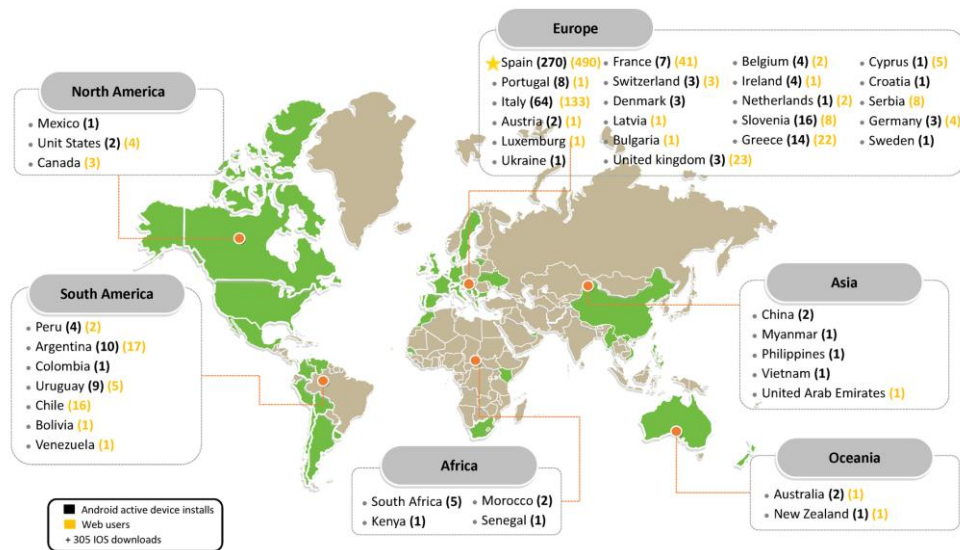 Europe
★ Spain (270) (490)
• Portugal (8) (1)
• Italy (64) (133)
• Austria (2) (1)
• Luxemburg (1)
• Ukraine (1)
• France (7) (41)
• Switzerland (3) (3)
• Denmark (3)
• Latvia (1)
• Bulgaria (1)
• United kingdom (3) (23)
• Belgium (4) (2)
• Ireland (4) (1)
• Netherlands (1) (2)
• Slovenia (16) (8)
• Greece (14) (22)
• Cyprus (1) (5)
• Croatia (1)
• Serbia (8)
• Germany (3) (4)
• Sweden (1)
North America
• Mexico (1)
• Unit States (2) (4)
• Canada (3)
South America
• Peru (4) (2)
• Argentina (10) (17)
• Colombia (1)
• Uruguay (9) (5)
• Chile (16)
• Bolivia (1)
• Venezuela (1)
Asia
• China (2)
• Myanmar (1)
• Philippines (1)
• Vietnam (1)
• United Arab Emirates (1)
Africa
• South Africa (5)
• Kenya (1)
• Morocco (2)
• Senegal (1)
Oceania
• Australia (2) (1)
• New Zealand (1) (1)
Android active device installs
Web users
+ 305 IOS downloads